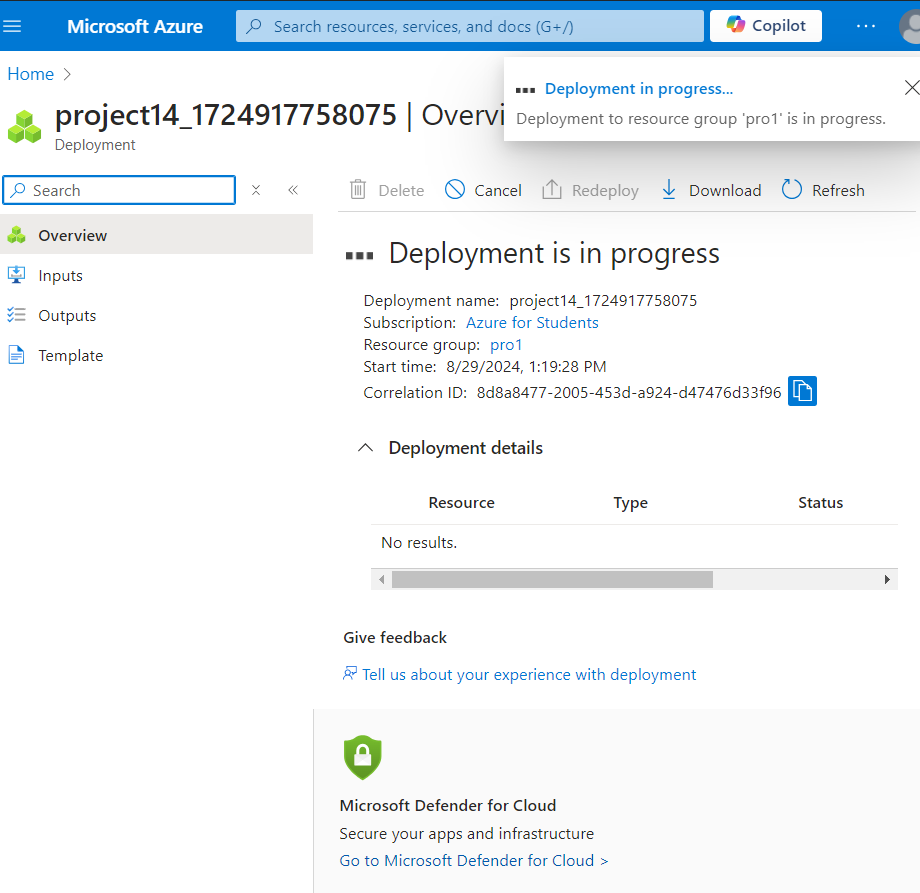 Microsoft Azure
Search resources, services, and docs (G+/)
Copilot
Home
Deployment in progress...
Deployment to resource group 'pro1' is in progress.
project14_1724917758075 | Overvi
Deployment
Search
Delete
Cancel
Redeploy
Download
Refresh
Overview
Inputs
Outputs
Template
Deployment is in progress
Deployment name: project14_1724917758075
Subscription: Azure for Students
Resource group: pro1
Start time: 8/29/2024, 1:19:28 PM
Correlation ID: 8d8a8477-2005-453d-a924-d47476d33f96
Deployment details
Resource Type Status
No results.
Give feedback
Tell us about your experience with deployment
Microsoft Defender for Cloud
Secure your apps and infrastructure
Go to Microsoft Defender for Cloud >